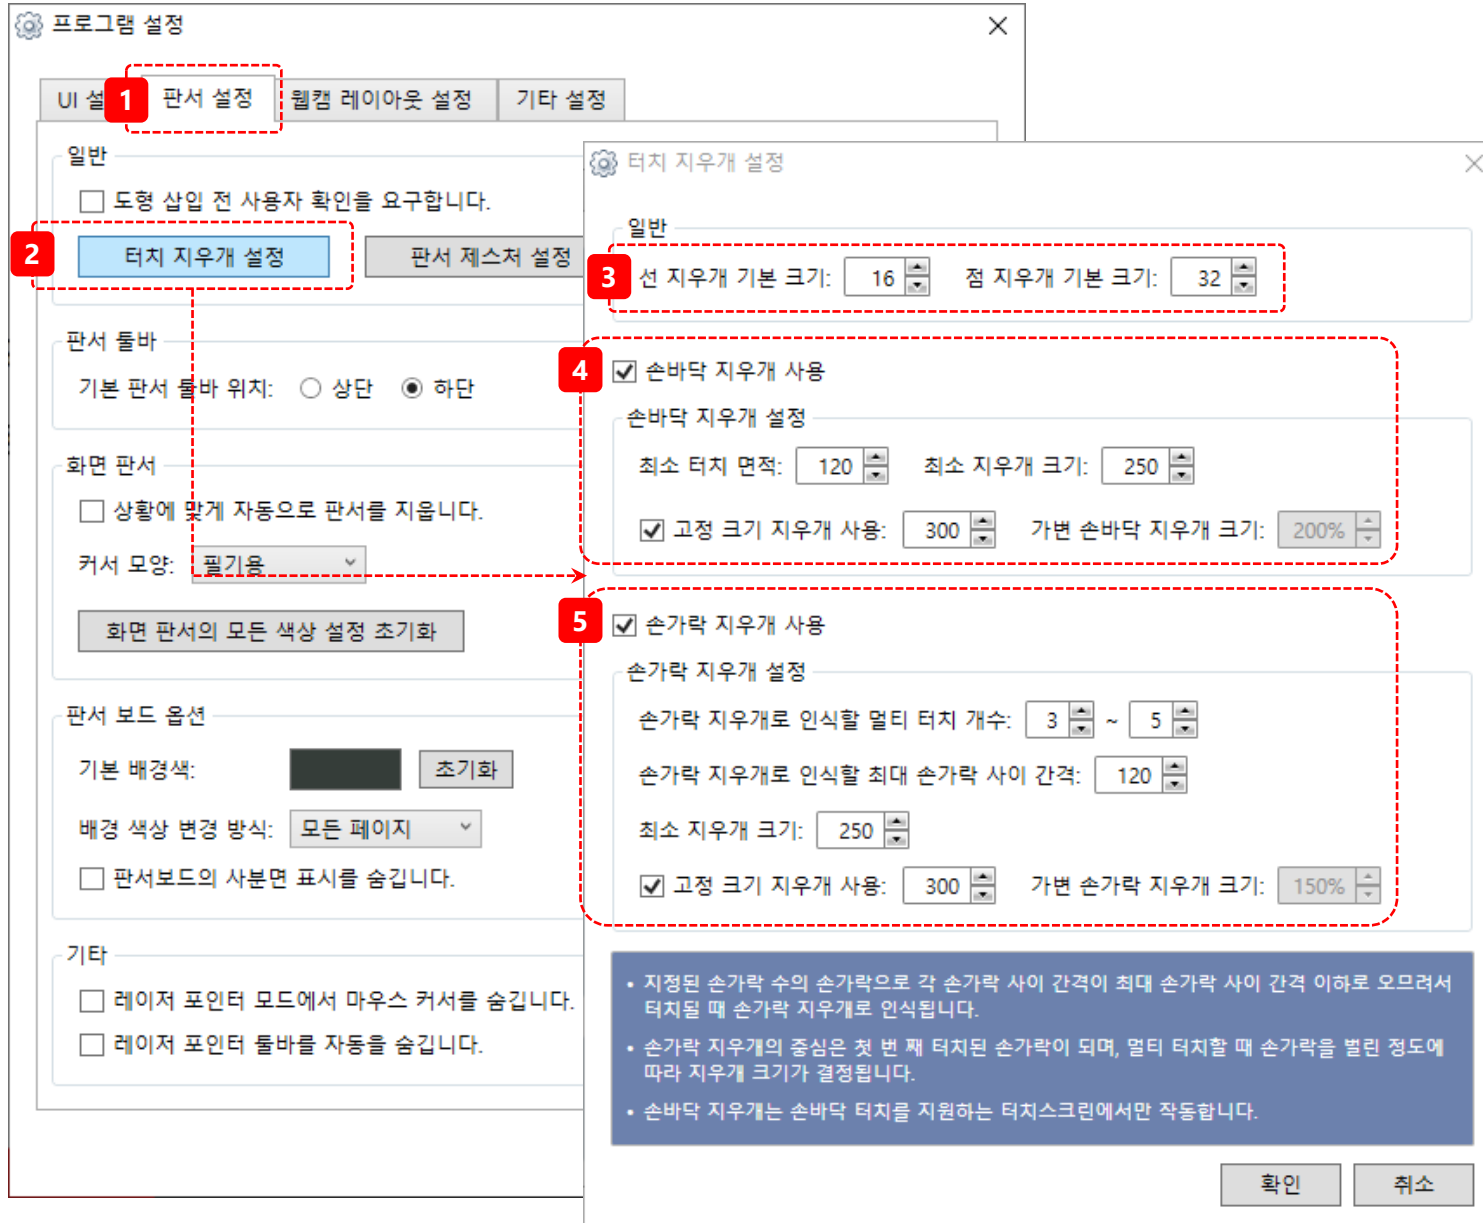 프로그램 설정
UI 설
1
판서 설정
웹캠 레이아웃 설정
기타 설정
일반
도형 삽입 전 사용자 확인을 요구합니다.
2
터치 지우개 설정
판서 제스처 설정
판서 툴바
기본 판서 툴바 위치: 상단 하단
화면 판서
상황에 맞게 자동으로 판서를 지웁니다.
커서 모양: 필기용
화면 판서의 모든 색상 설정 초기화
판서 보드 옵션
기본 배경색: 초기화
배경 색상 변경 방식: 모든 페이지
판서보드의 사분면 표시를 숨깁니다.
기타
레이저 포인터 모드에서 마우스 커서를 숨깁니다.
레이저 포인터 툴바를 자동을 숨깁니다.
터치 지우개 설정
일반
3
선 지우개 기본 크기: 16 점 지우개 기본 크기: 32
4
손바닥 지우개 사용
손바닥 지우개 설정
최소 터치 면적: 120 최소 지우개 크기: 250
고정 크기 지우개 사용: 300 가변 손바닥 지우개 크기: 200%
5
손가락 지우개 사용
손가락 지우개 설정
손가락 지우개로 인식할 멀티 터치 개수: 3 ~ 5
손가락 지우개로 인식할 최대 손가락 사이 간격: 120
최소 지우개 크기: 250
고정 크기 지우개 사용: 300 가변 손가락 지우개 크기: 150%
• 지정된 손가락 수의 손가락으로 각 손가락 사이 간격이 최대 손가락 사이 간격 이하로 오므려서
터치될 때 손가락 지우개로 인식됩니다.
• 손가락 지우개의 중심은 첫 번 째 터치된 손가락이 되며, 멀티 터치할 때 손가락을 벌린 정도에
따라 지우개 크기가 결정됩니다.
• 손바닥 지우개는 손바닥 터치를 지원하는 터치스크린에서만 작동합니다.
확인
취소